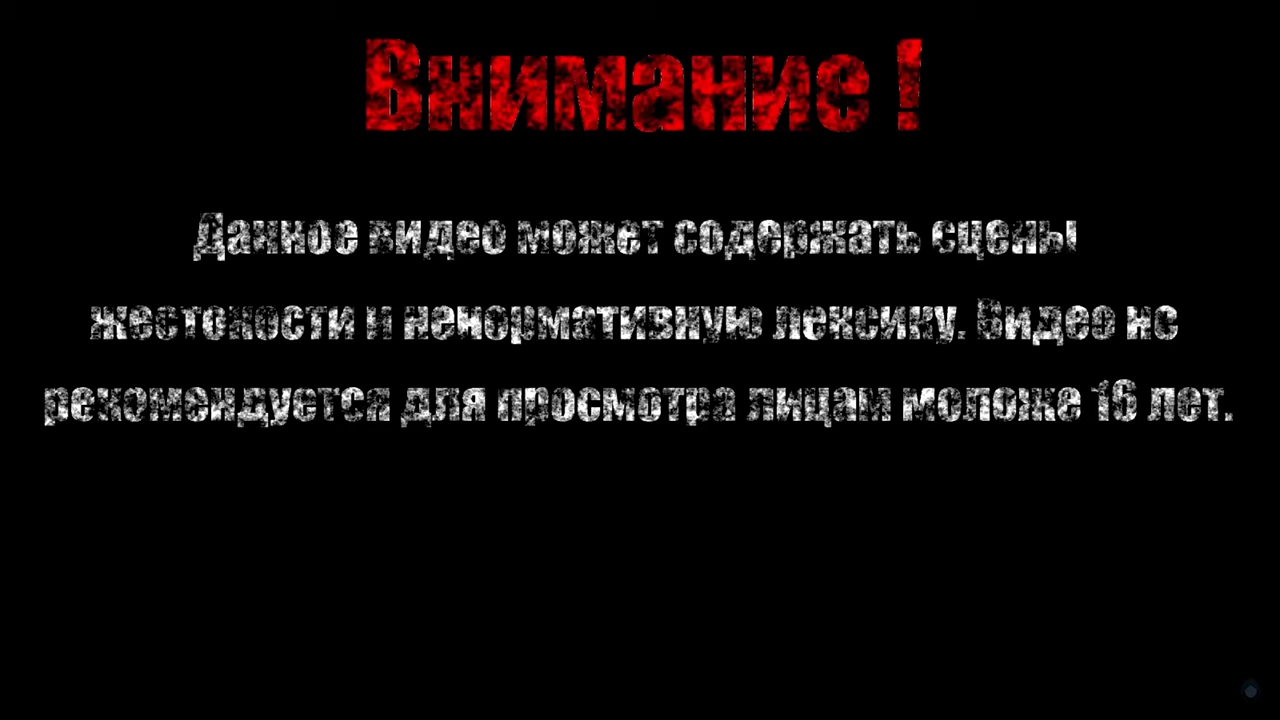 Внимание !
Данное видео может содержать сцены
жестокости и ненормативную лексику. Видео не
рекомендуется для просмотра лицам моложе 16 лет.